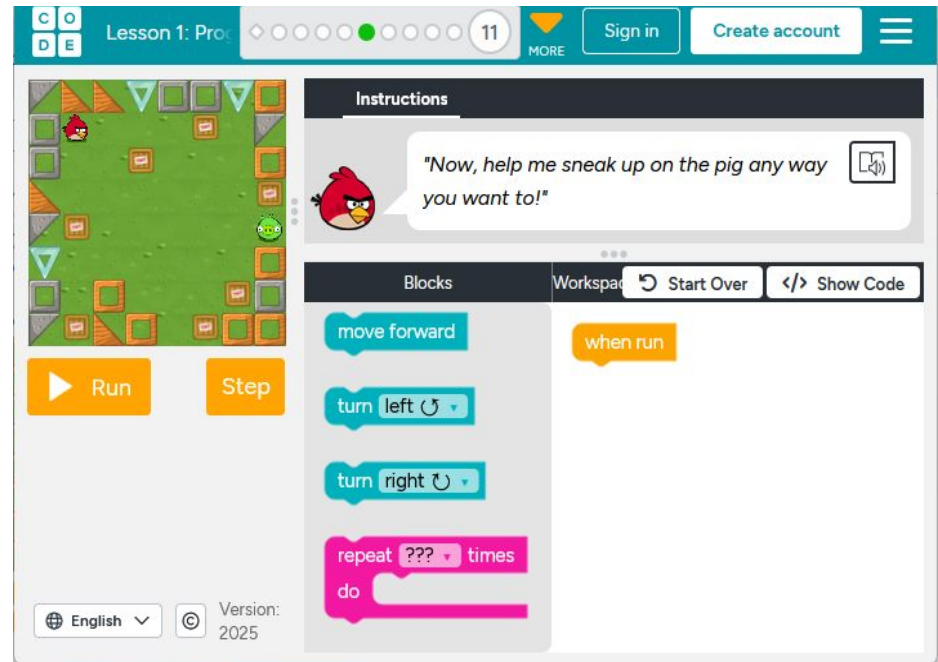 CODE
Lesson 1: Pro
11
MORE
Sign in
Create account
Instructions
"Now, help me sneak up on the pig any way
you want to!"
Blocks
Workspac
Start Over
</> Show Code
move forward
when run
turn left
turn right
repeat ??? times
do
Run
Step
English
©
Version:
2025